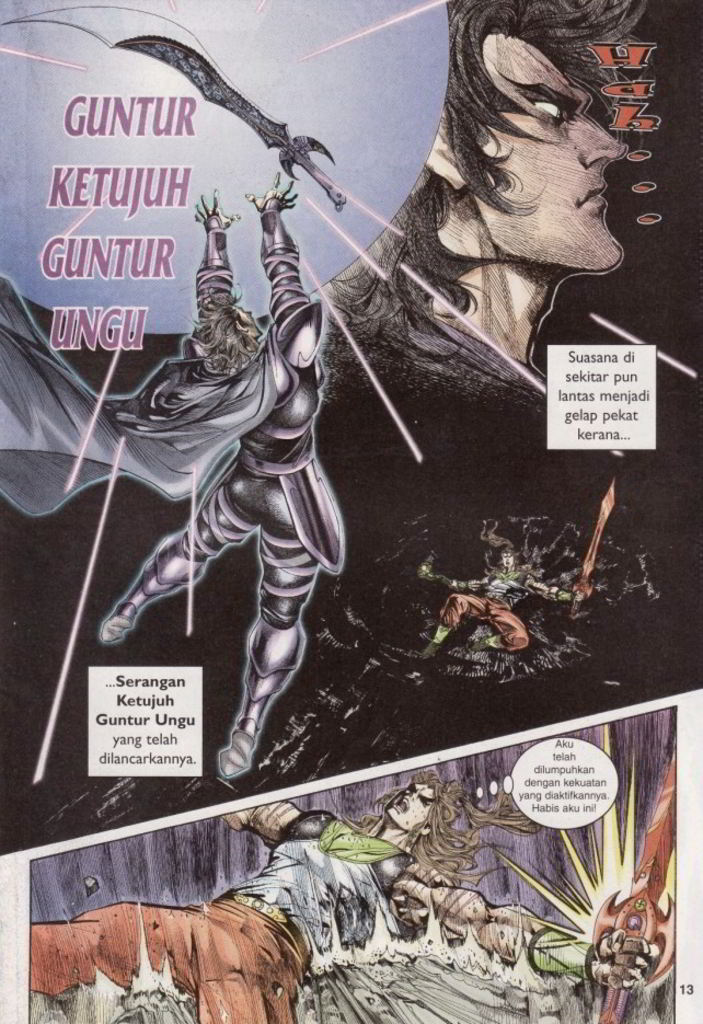 GUNTUR
KETUJUH
GUNTUR
UNGU
Hah...
Suasana di
sekitar pun
lantas menjadi
gelap pekat
kerana...
...Serangan
Ketujuh
Guntur Ungu
yang telah
dilancarkannya.
Aku
telah
dilumpuhkan
dengan kekuatan
yang diaktifkannya.
Habis aku ini!
13